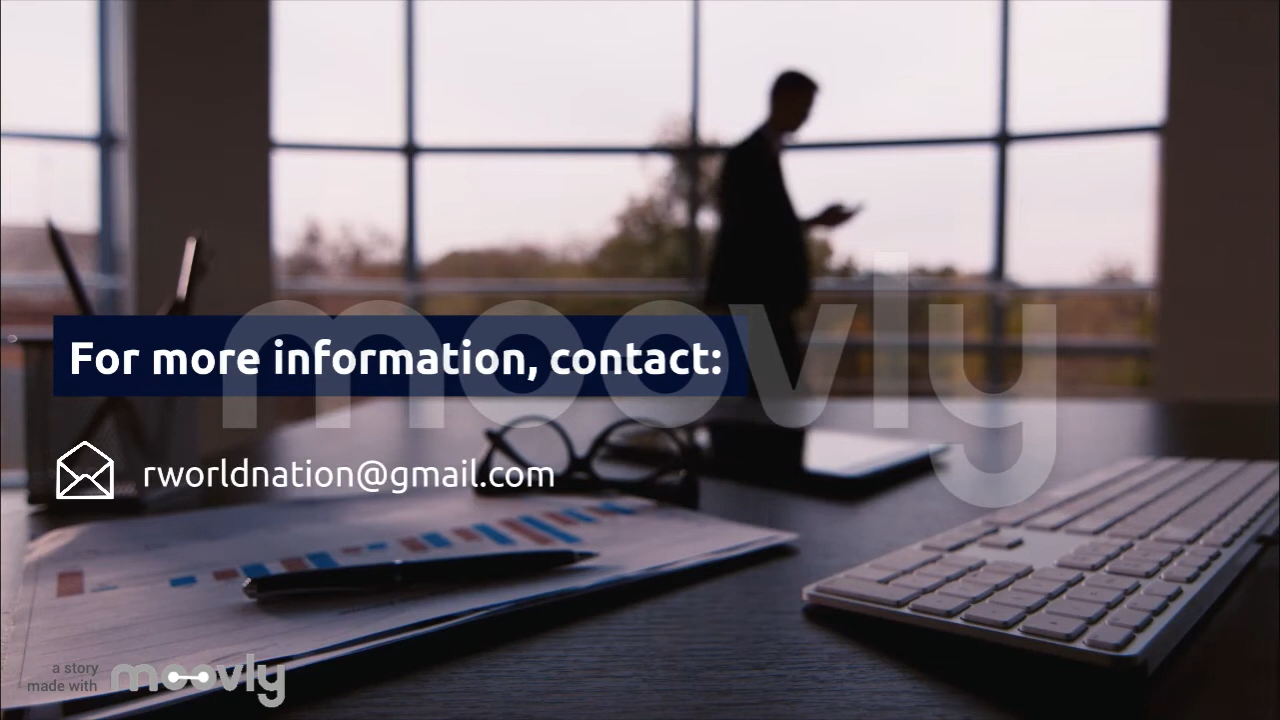 For more information, contact:
moovly
rworldnation@gmail.com
a story
made with
moovly